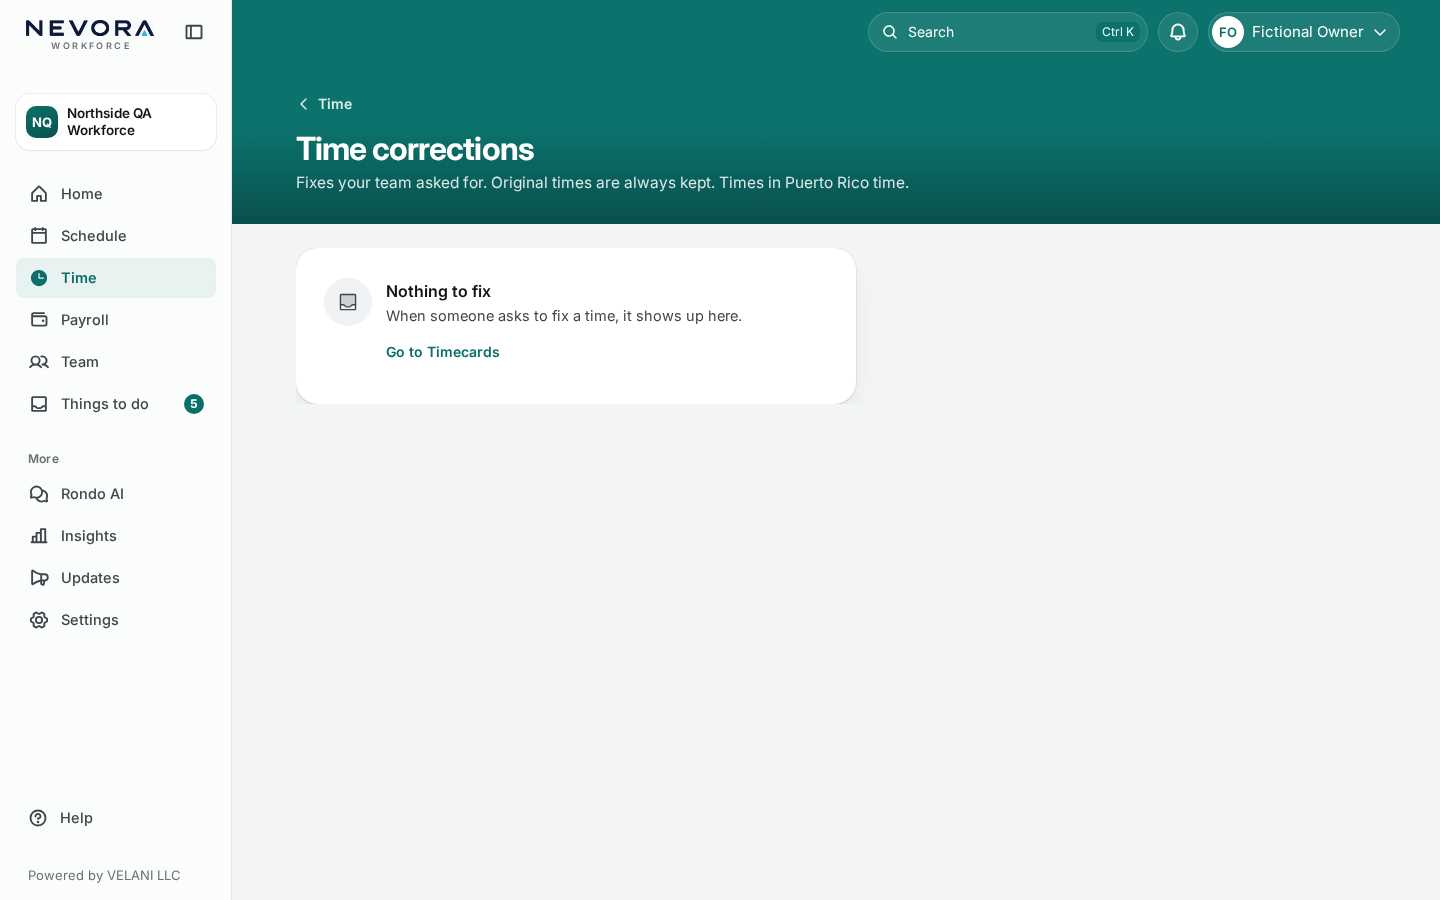 NEVORA
WORKFORCE
Search
Ctrl K
FO
Fictional Owner
NQ
Northside QA
Workforce
Home
Schedule
Time
Payroll
Team
Things to do
5
More
Rondo AI
Insights
Updates
Settings
Help
Powered by VELANI LLC
Time
Time corrections
Fixes your team asked for. Original times are always kept. Times in Puerto Rico time.
Nothing to fix
When someone asks to fix a time, it shows up here.
Go to Timecards